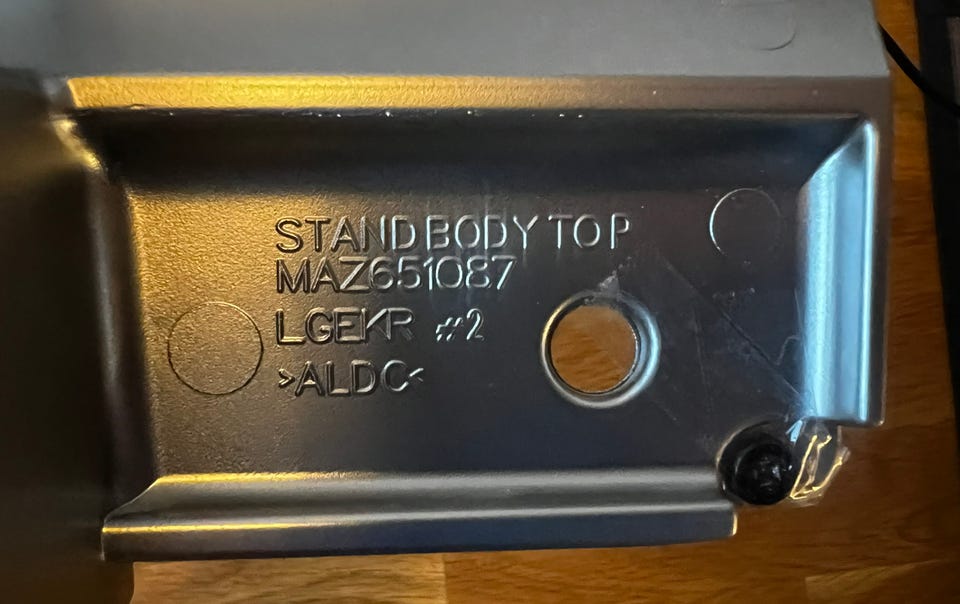 STAND BODY TOP
MAZ651087
LGEKR #2
>ALDC<